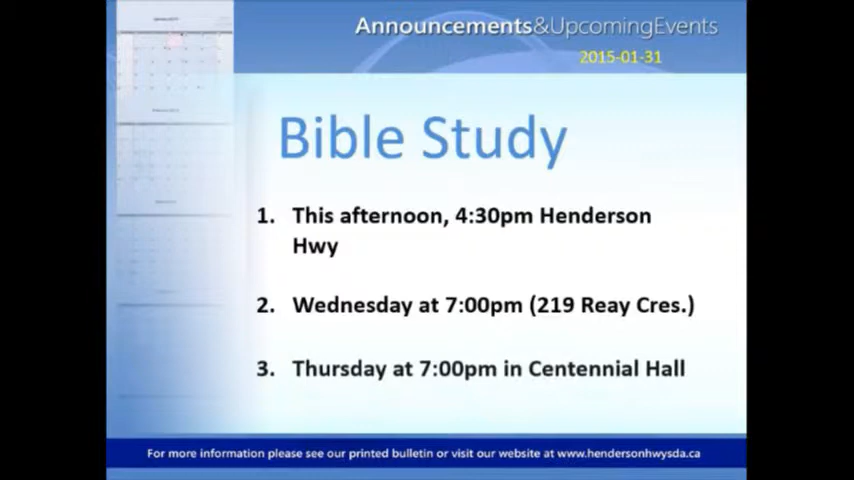 Announcements&UpcomingEvents
2015-01-31
Bible Study
1. This afternoon, 4:30pm Henderson
Hwy
2. Wednesday at 7:00pm (219 Reay Cres.)
3. Thursday at 7:00pm in Centennial Hall
For more information please see our printed bulletin or visit our website at www.hendersonhwysda.ca